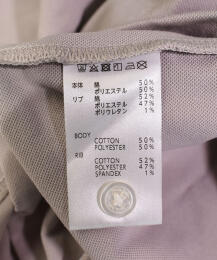 本体 綿 50%
ポリエステル 50%
リブ 綿 52%
ポリエステル 47%
ポリウレタン 1%
BODY
COTTON 50%
POLYESTER 50%
RIB
COTTON 52%
POLYESTER 47%
SPANDEX 1%